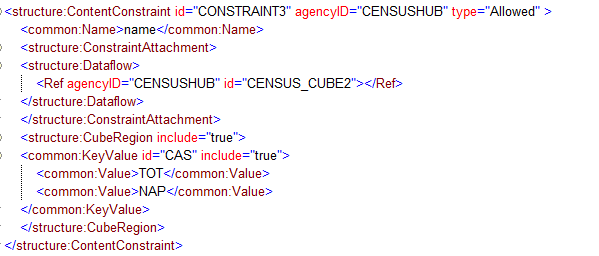 <structure:ContentConstraint id="CONSTRAINT3" agencyID="CENSUSHUB" type="Allowed" >
<common:Name>name</common:Name>
<structure:ConstraintAttachment>
<structure:Dataflow>
<Ref agencyID="CENSUSHUB" id="CENSUS_CUBE2"></Ref>
</structure:Dataflow>
</structure:ConstraintAttachment>
<structure:CubeRegion include="true">
<common:KeyValue id="CAS" include="true">
<common:Value>TOT</common:Value>
<common:Value>NAP</common:Value>
</common:KeyValue>
</structure:CubeRegion>
</structure:ContentConstraint>